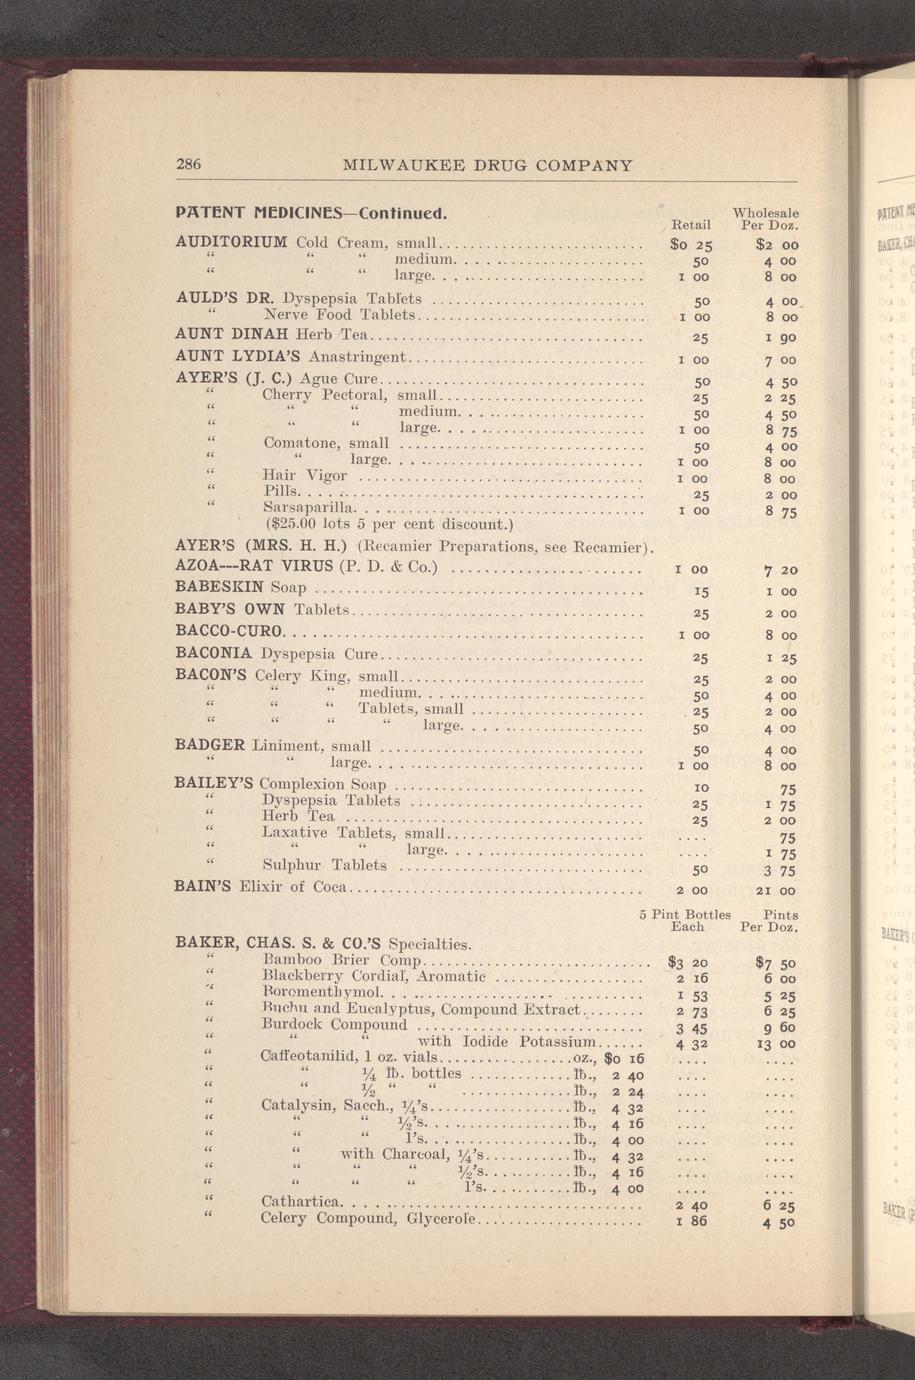 286 MILWAUKEE DRUG COMPANY
PATENT MEDICINES—Continued.
Retail Wholesale Per Doz.
AUDITORIUM Cold Cream, small........................ $0 25 $2 00
“ “ “ medium........................ 50 4 00
“ “ “ large........................ 1 00 8 00
AULD'S DR. Dyspepsia Tablets ........................ 50 4 00
“ Nerve Food Tablets........................ 1 00 8 00
AUNT DINAH Herb Tea........................ 25 1 90
AUNT LYDIA'S Anastringent........................ 1 00 7 00
AYER'S (J. C.) Ague Cure........................ 50 4 50
“ Cherry Pectoral, small........................ 25 2 25
“ “ “ medium........................ 50 4 50
“ “ “ large........................ 1 00 8 75
“ Comatone, small ........................ 50 4 00
“ “ large........................ 1 00 8 00
“ Hair Vigor ........................ 1 00 8 00
“ Pills........................ 25 2 00
“ Sarsaparilla........................ 1 00 8 75
($25.00 lots 5 per cent discount.)
AYER'S (MRS. H. H.) (Recamier Preparations, see Recamier).
AZOA---RAT VIRUS (P. D. & Co.) ........................ 1 00 7 20
BABESKIN Soap ........................ 15 1 00
BABY'S OWN Tablets........................ 25 2 00
BACCO-CURO........................ 1 00 8 00
BACONIA Dyspepsia Cure........................ 25 1 25
BACON'S Celery King, small........................ 25 2 00
“ “ “ medium........................ 50 4 00
“ “ “ Tablets, small ........................ 25 2 00
“ “ “ “ large........................ 50 4 00
BADGER Liniment, small ........................ 50 4 00
“ “ large........................ 1 00 8 00
BAILEY'S Complexion Soap ........................ 10 75
“ Dyspepsia Tablets ........................ 25 1 75
“ Herb Tea ........................ 25 2 00
“ Laxative Tablets, small........................ .... 75
“ “ “ large........................ .... 1 75
“ Sulphur Tablets ........................ 50 3 75
BAIN'S Elixir of Coca........................ 2 00 21 00
5 Pint Bottles Each Pints Per Doz.
BAKER, CHAS. S. & CO.'S Specialties.
“ Bamboo Brier Comp........................ $3 20 $7 50
“ Blackberry Cordial, Aromatic ................. 2 16 6 00
“ Boromenthymol........................ 1 53 5 25
“ Buchu and Eucalyptus, Compound Extract........ 2 73 6 25
“ Burdock Compound ........................ 3 45 9 60
“ “ “ with Iodide Potassium...... 4 32 13 00
“ Caffeotanilid, 1 oz. vials.................oz., $0 16 .... ....
“ “ ¼ lb. bottles .............lb., 2 40 .... ....
“ “ ½ “ “ ..............lb., 2 24 .... ....
“ Catalysin, Sacch., ¼'s..................lb., 4 32 .... ....
“ “ “ ½'s..................lb., 4 16 .... ....
“ “ “ 1's..................lb., 4 00 .... ....
“ “ with Charcoal, ¼'s...........lb., 4 32 .... ....
“ “ “ “ ½'s...........lb., 4 16 .... ....
“ “ “ “ 1's...........lb., 4 00 .... ....
“ Cathartica........................ 2 40 6 25
“ Celery Compound, Glycerole........................ 1 86 4 50